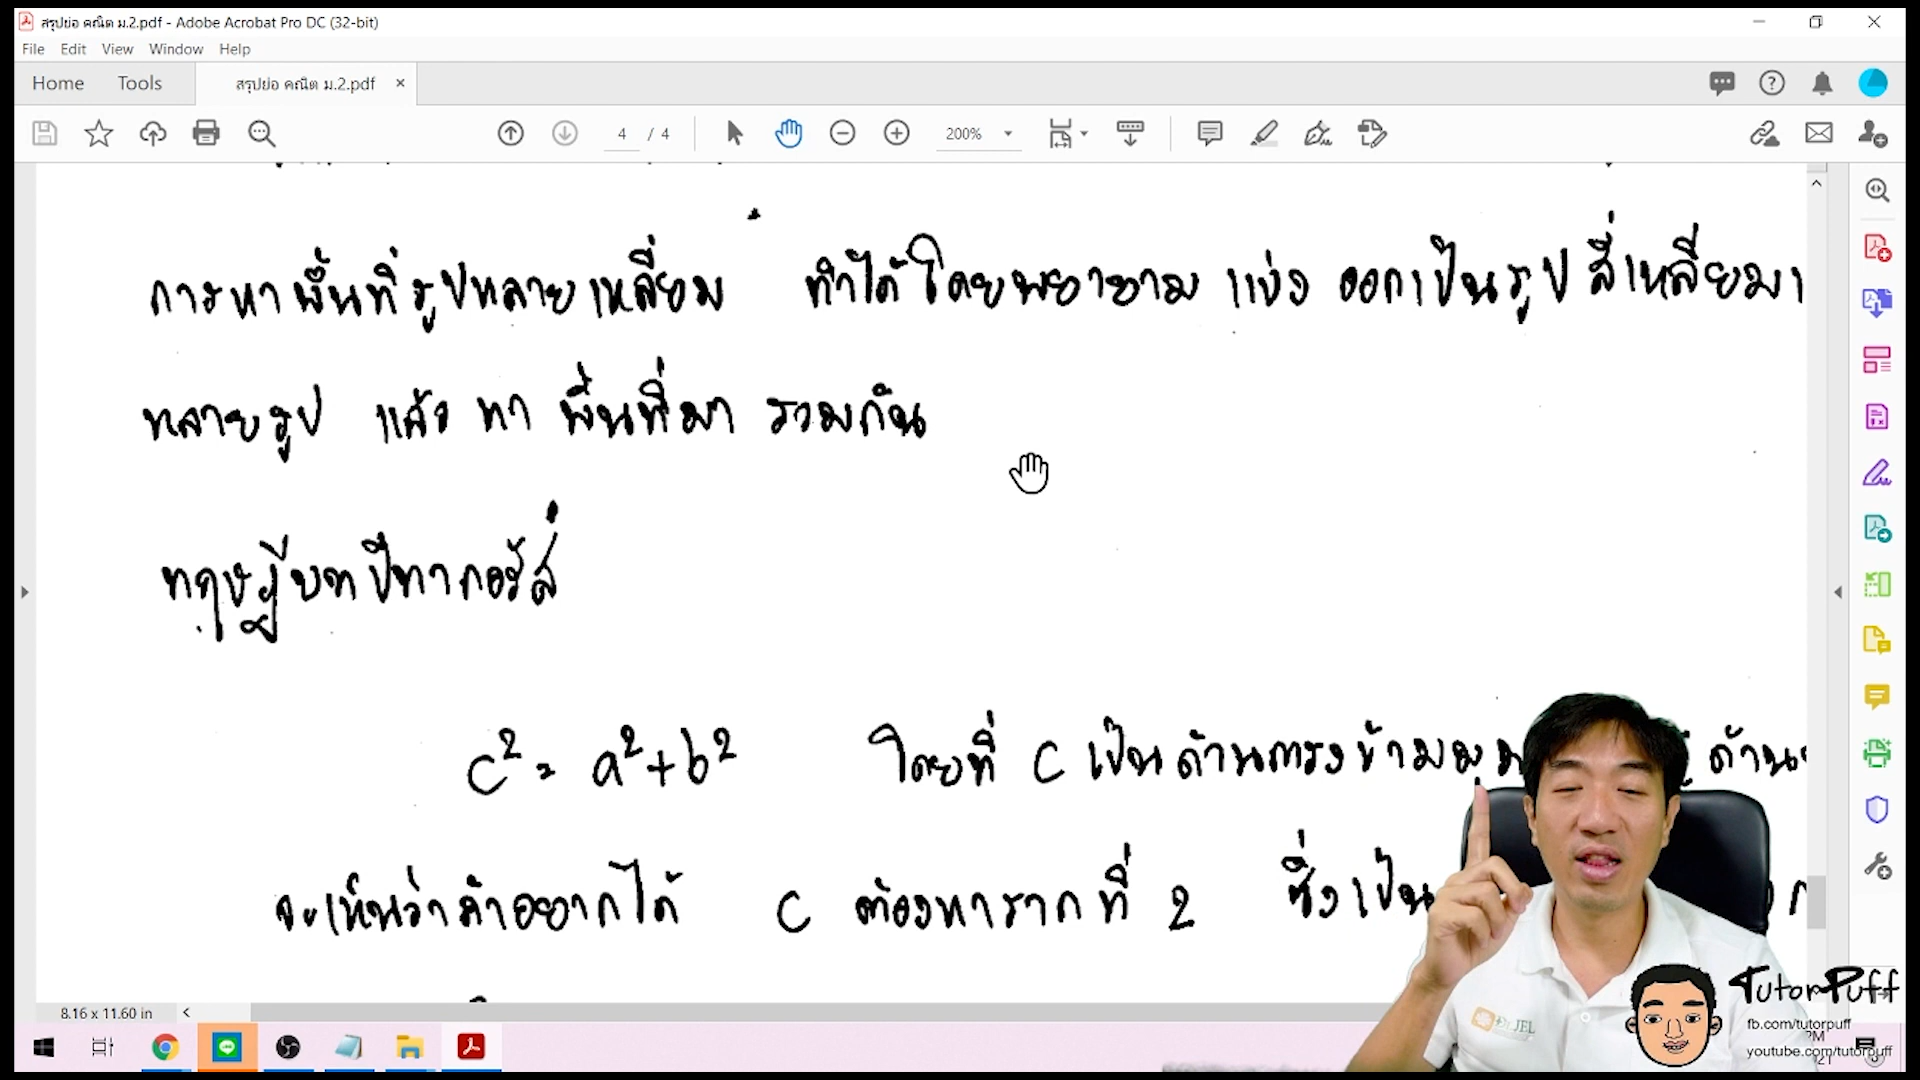 สรุปย่อ คณิต ม.2.pdf - Adobe Acrobat Pro DC (32-bit)
File Edit View Window Help
Home Tools สรุปย่อ คณิต ม.2.pdf
4 / 4 200%
การหาพื้นที่รูปหลายเหลี่ยม ทำได้โดยพยายาม แบ่ง ออกเป็นรูป สี่เหลี่ยม
หลายรูป แล้ว หา พื้นที่มา รวมกัน
ทฤษฎีบทปีทากอรัส
c²= a²+b² โดยที่ c เป็นด้านตรงข้ามมุม ด้าน
จะเห็นว่าถ้าอยากได้ c ต้องหารากที่ 2 ซึ่งเป็น
8.16 x 11.60 in
JEL
TutorPuff
fb.com/tutorpuff
youtube.com/tutorpuff